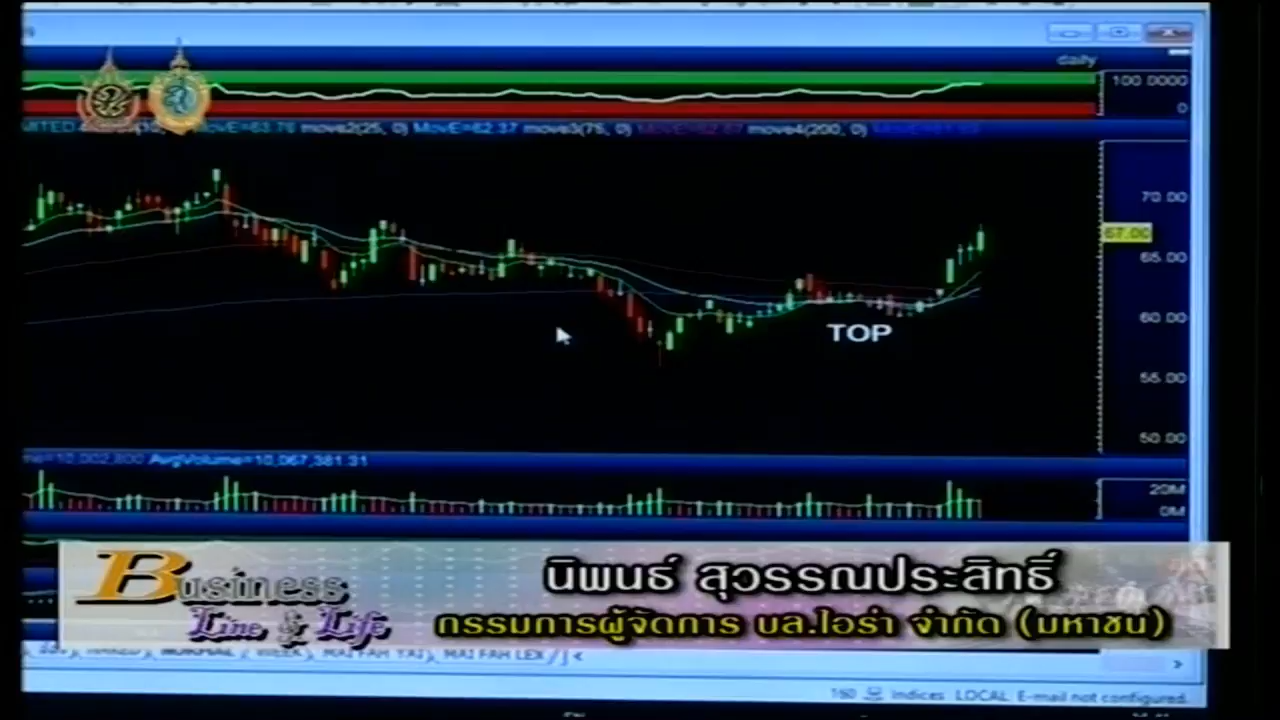 daily
100.0000
0
MovE=63.76 move2(25, 0) MovE=62.37 move3(75, 0) move4(200, 0)
70.00
67.00
65.00
60.00
TOP
55.00
50.00
AvgVolume=10,067,381.31
20M
0M
Business
Line & Life
นิพนธ์ สุวรรณประสิทธิ์
กรรมการผู้จัดการ บล.ไอร่า จำกัด (มหาชน)
160 Indices LOCAL E-mail not configured.